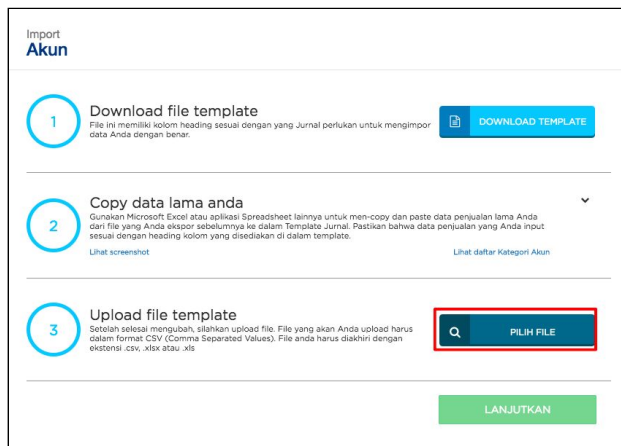 Import
Akun
1
Download file template
File ini memiliki kolom heading sesuai dengan yang Jurnal perlukan untuk mengimpor
data Anda dengan benar.
DOWNLOAD TEMPLATE
2
Copy data lama anda
Gunakan Microsoft Excel atau aplikasi Spreadsheet lainnya untuk men-copy dan paste data penjualan lama Anda
dari file yang Anda ekspor sebelumnya ke dalam Template Jurnal. Pastikan bahwa data penjualan yang Anda input
sesuai dengan heading kolom yang disediakan di dalam template.
Lihat screenshot
Lihat daftar Kategori Akun
3
Upload file template
Setelah selesai mengubah, silahkan upload file. File yang akan Anda upload harus
dalam format CSV (Comma Separated Values). File anda harus diakhiri dengan
ekstensi .csv, .xlsx atau .xls
PILIH FILE
LANJUTKAN